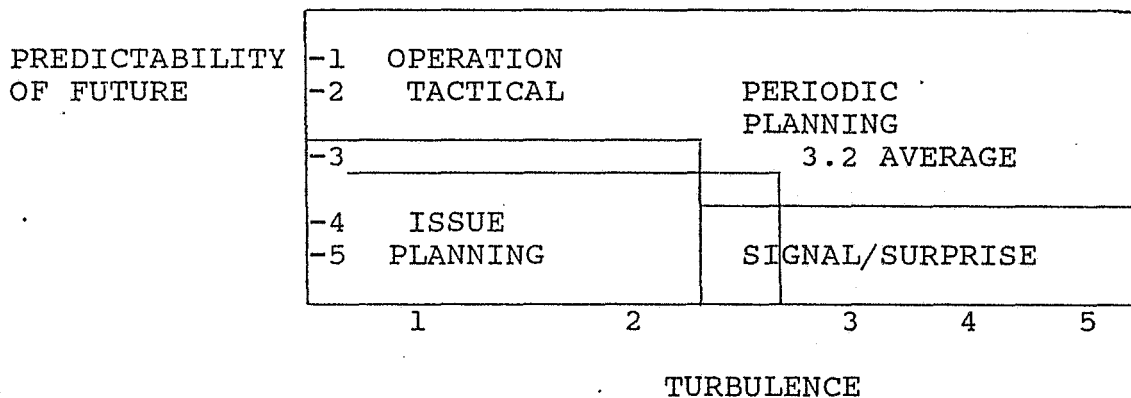 PREDICTABILITY -1 OPERATION
OF FUTURE -2 TACTICAL PERIODIC
PLANNING
-3 3.2 AVERAGE
-4 ISSUE
-5 PLANNING SIGNAL/SURPRISE
1 2 3 4 5
TURBULENCE